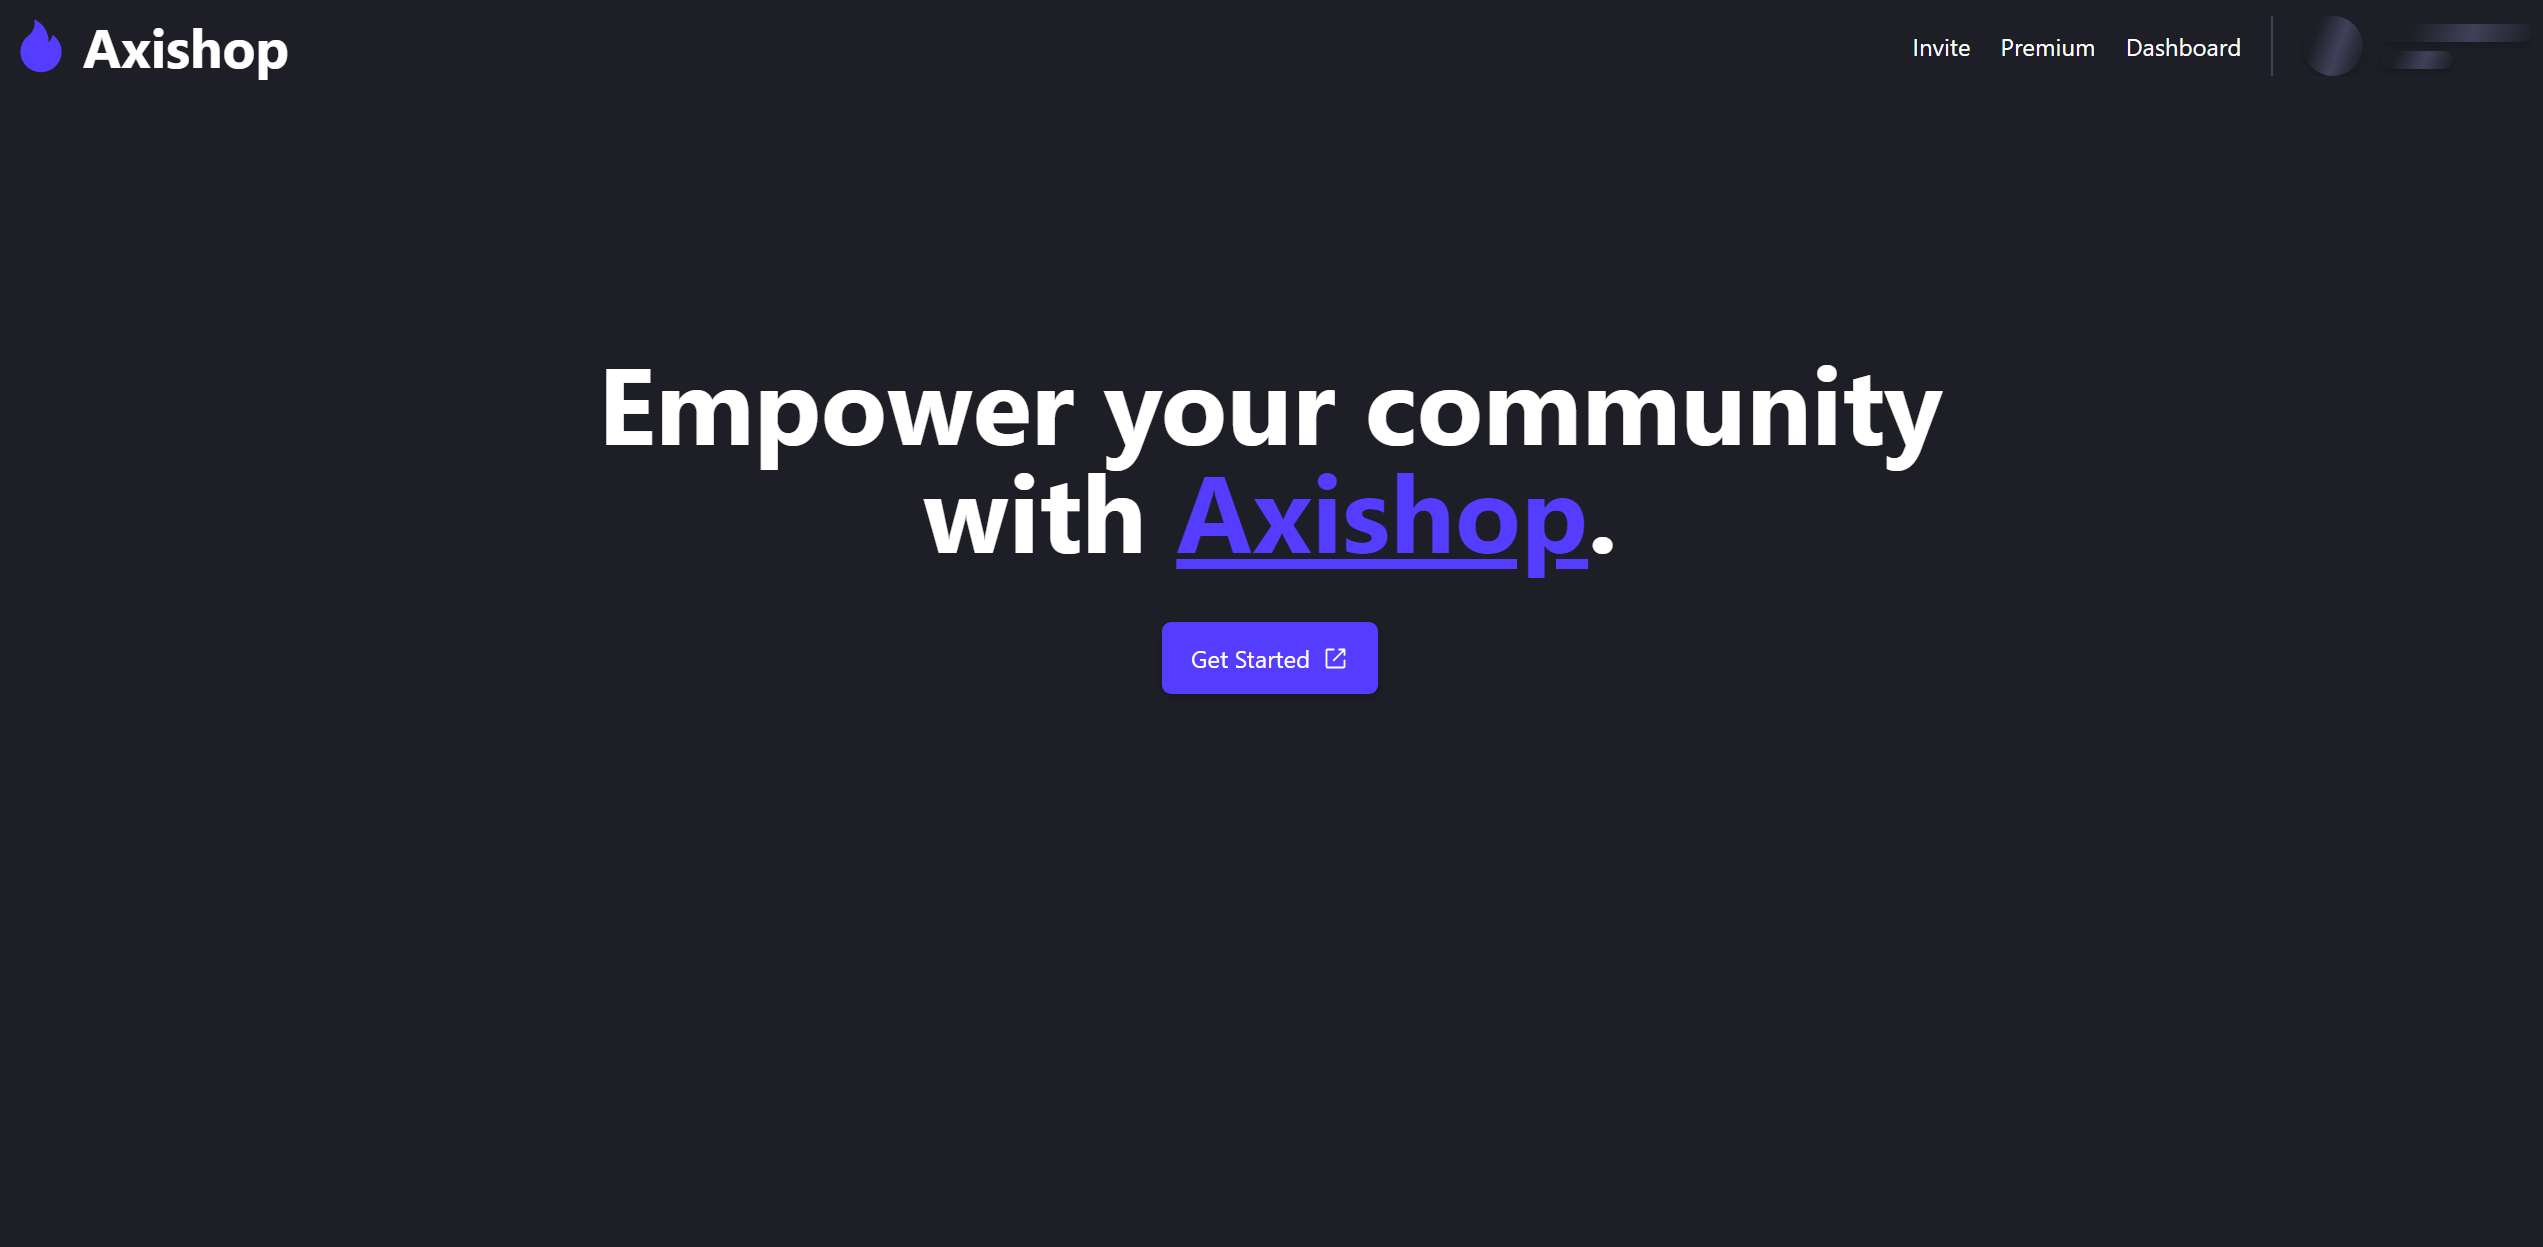 Axishop
Invite
Premium
Dashboard
Empower your community
with Axishop.
Get Started